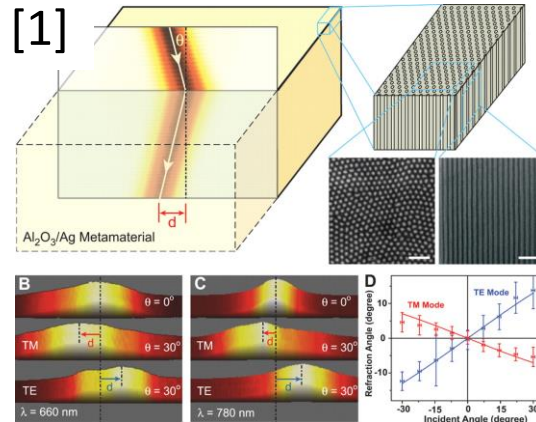 [1]
θ
d
Al₂O₃/Ag Metamaterial
B
θ = 0°
TM
d
θ = 30°
TE
d
θ = 30°
λ = 660 nm
C
θ = 0°
TM
d
θ = 30°
TE
d
θ = 30°
λ = 780 nm
D
TM Mode
TE Mode
Refraction Angle (degree)
10
0
-10
-30
-15
0
15
30
Incident Angle (degree)